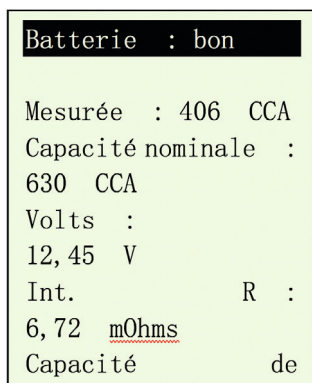 Batterie : bon
Mesurée : 406 CCA
Capacité nominale :
630 CCA
Volts :
12,45 V
Int. R :
6,72 mOhms
Capacité de